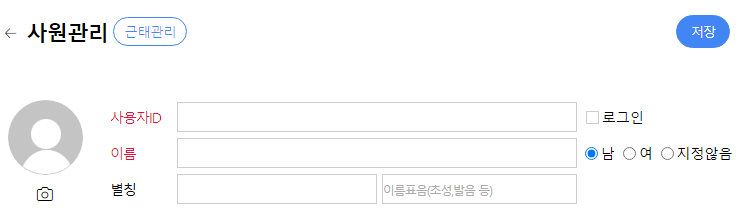 사원관리 근태관리 저장
사용자ID 로그인
이름 남 여 지정않음
별칭 이름표음(초성,발음 등)